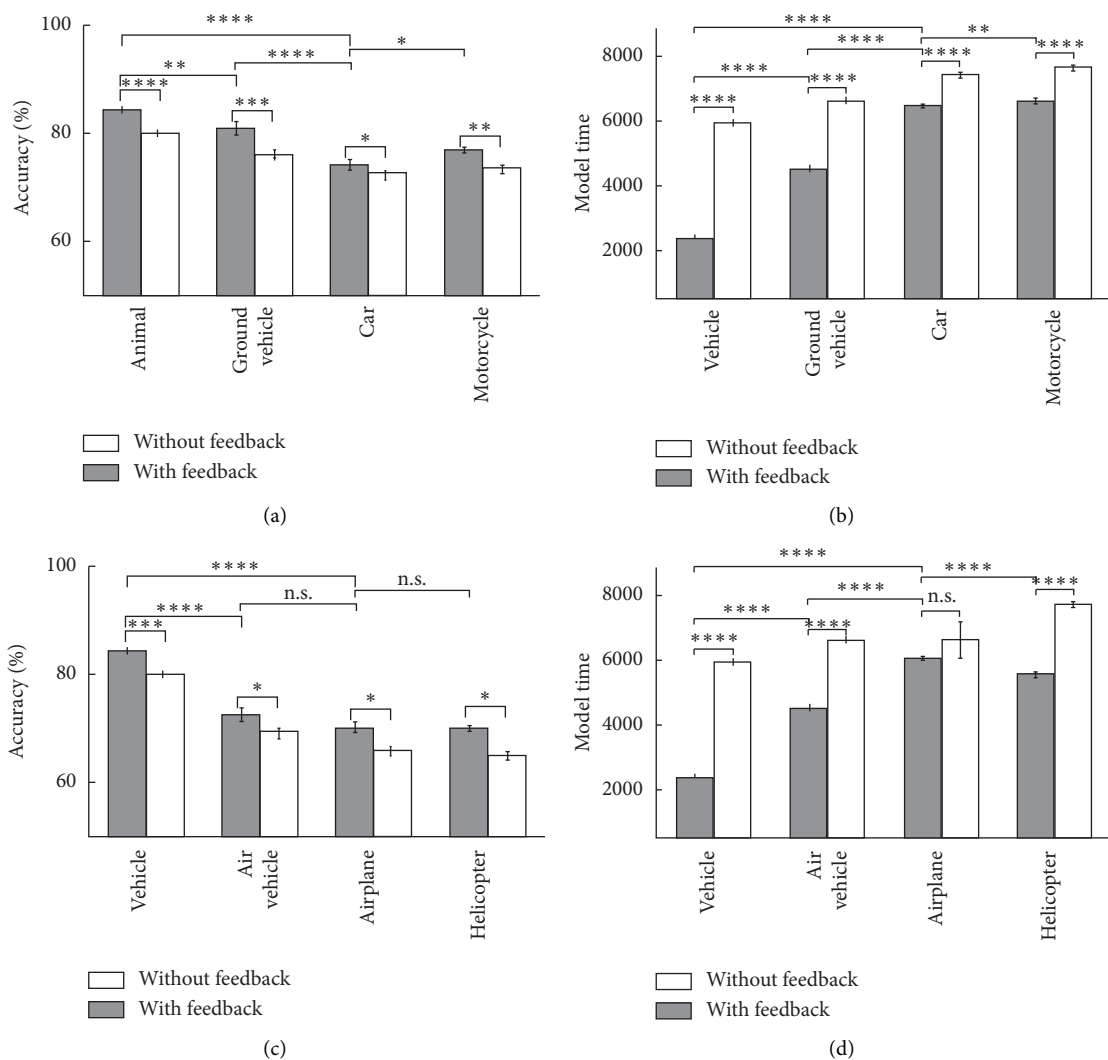 100
80
60
Accuracy (%)
****
*
**
****
****
***
*
**
Animal
Ground
vehicle
Car
Motorcycle
Without feedback
With feedback
(a)
8000
6000
4000
2000
Model time
****
**
****
****
****
****
****
****
Vehicle
Ground
vehicle
Car
Motorcycle
Without feedback
With feedback
(b)
100
80
60
Accuracy (%)
****
n.s.
n.s.
****
***
*
*
*
Vehicle
Air
vehicle
Airplane
Helicopter
Without feedback
With feedback
(c)
8000
6000
4000
2000
Model time
****
****
****
****
n.s.
****
****
****
Vehicle
Air
vehicle
Airplane
Helicopter
Without feedback
With feedback
(d)